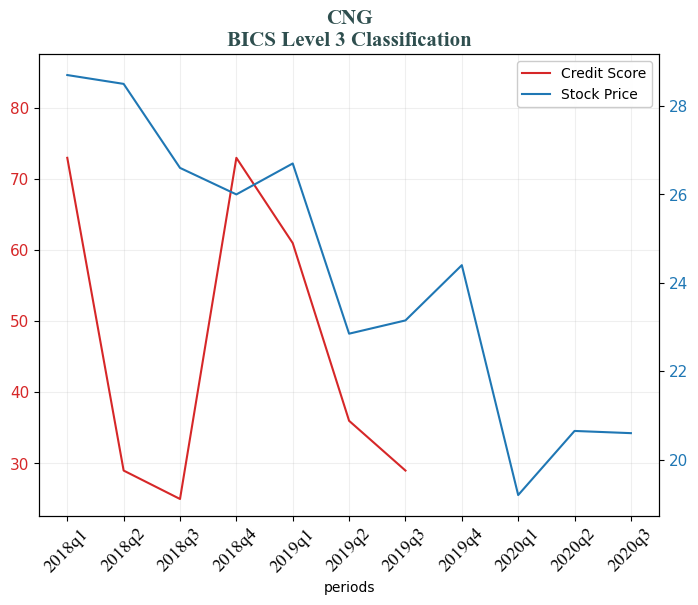 CNG
BICS Level 3 Classification
Credit Score
Stock Price
80
70
60
50
40
30
28
26
24
22
20
2018q1
2018q2
2018q3
2018q4
2019q1
2019q2
2019q3
2019q4
2020q1
2020q2
2020q3
periods